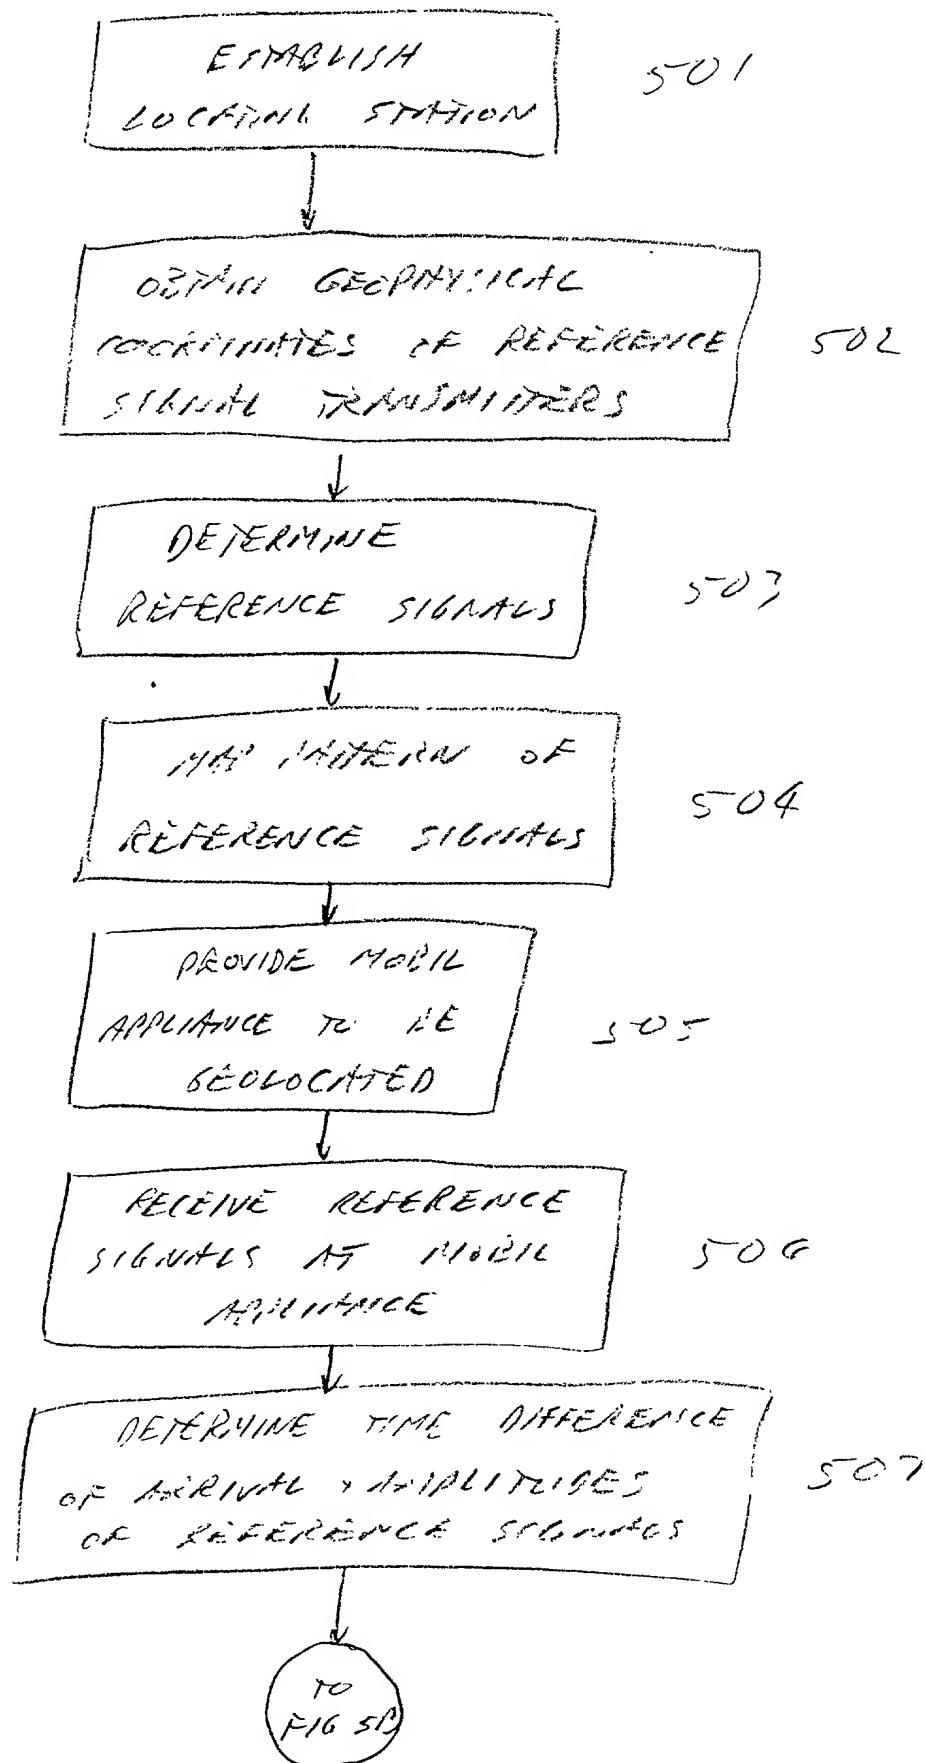 ESTABLISH
LOCATING STATION
501
OBTAIN GEOPHYSICAL
COORDINATES OF REFERENCE
SIGNAL TRANSMITTERS
502
DETERMINE
REFERENCE SIGNALS
503
MAP PATTERN OF
REFERENCE SIGNALS
504
PROVIDE MOBIL
APPLIANCE TO BE
GEOLOCATED
505
RECEIVE REFERENCE
SIGNALS AT MOBIL
APPLIANCE
506
DETERMINE TIME DIFFERENCE
OF ARRIVAL + AMPLITUDES
OF REFERENCE SIGNALS
507
TO
FIG 5B